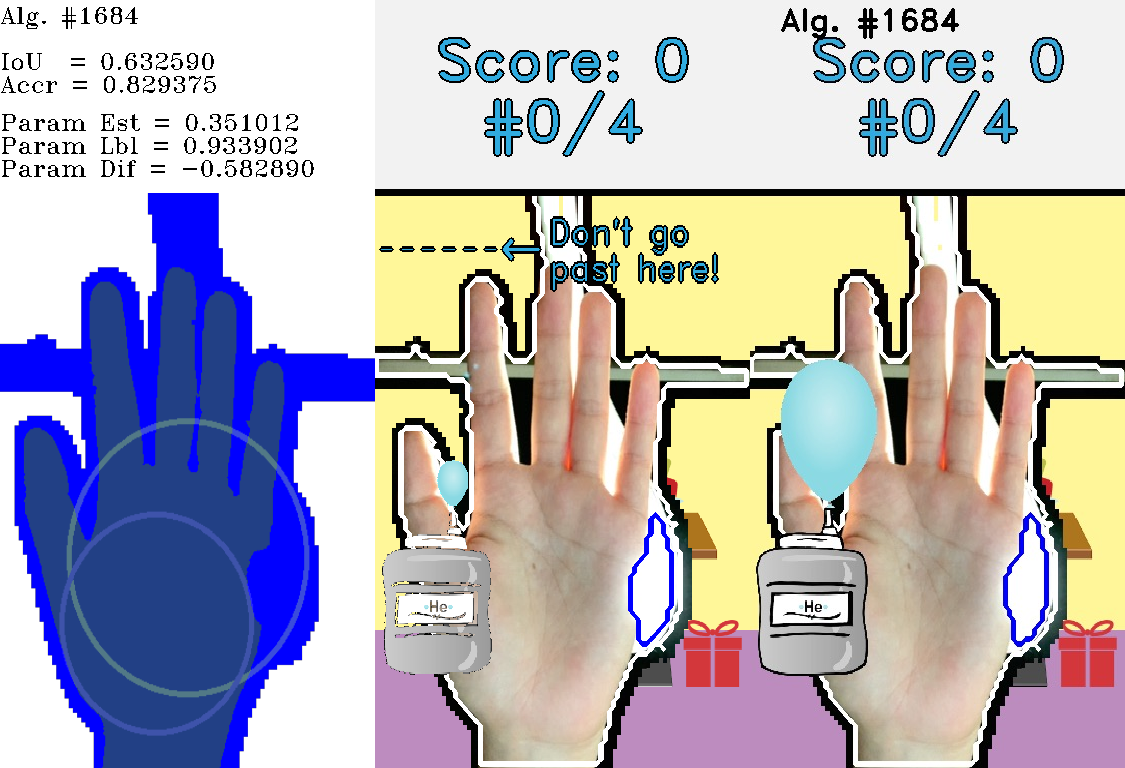 Alg. #1684
IoU = 0.632590
Accr = 0.829375
Param Est = 0.351012
Param Lbl = 0.933902
Param Dif = −0.582890
Score: 0
#0/4
Don't go
past here!
He
Alg. #1684
Score: 0
#0/4
He